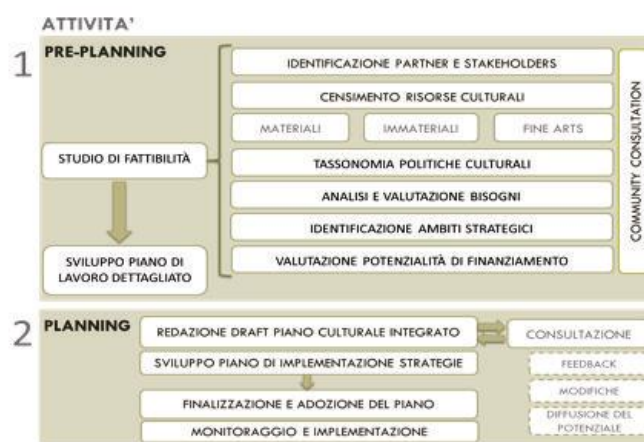 ATTIVITA'
1
PRE-PLANNING
STUDIO DI FATTIBILITÀ
SVILUPPO PIANO DI
LAVORO DETTAGLIATO
IDENTIFICAZIONE PARTNER E STAKEHOLDERS
CENSIMENTO RISORSE CULTURALI
MATERIALI
IMMATERIALI
FINE ARTS
TASSONOMIA POLITICHE CULTURALI
ANALISI E VALUTAZIONE BISOGNI
IDENTIFICAZIONE AMBITI STRATEGICI
VALUTAZIONE POTENZIALITÀ DI FINANZIAMENTO
COMMUNITY CONSULTATION
2
PLANNING
REDAZIONE DRAFT PIANO CULTURALE INTEGRATO
SVILUPPO PIANO DI IMPLEMENTAZIONE STRATEGIE
FINALIZZAZIONE E ADOZIONE DEL PIANO
MONITORAGGIO E IMPLEMENTAZIONE
CONSULTAZIONE
FEEDBACK
MODIFICHE
DIFFUSIONE DEL
POTENZIALE